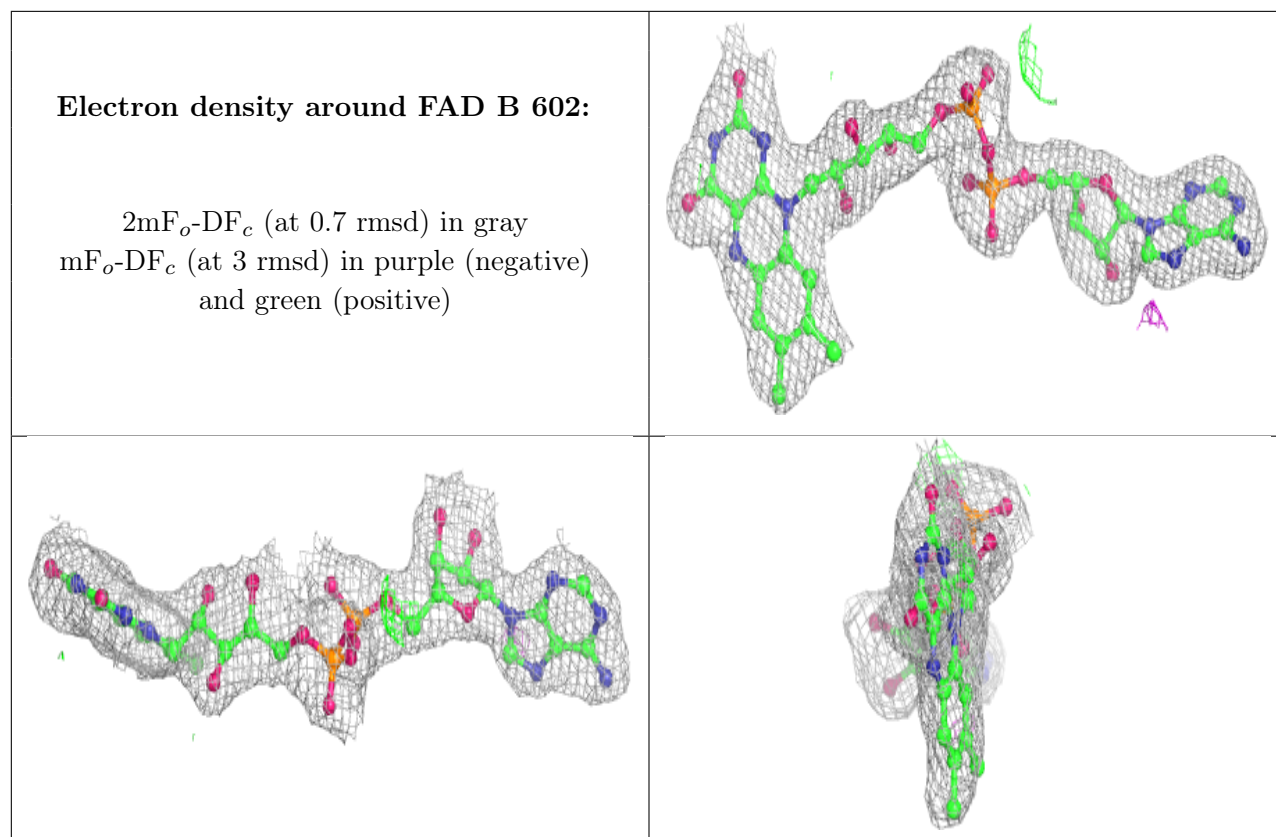 Electron density around FAD B 602:
2mFo-DFc (at 0.7 rmsd) in gray
mFo-DFc (at 3 rmsd) in purple (negative)
and green (positive)